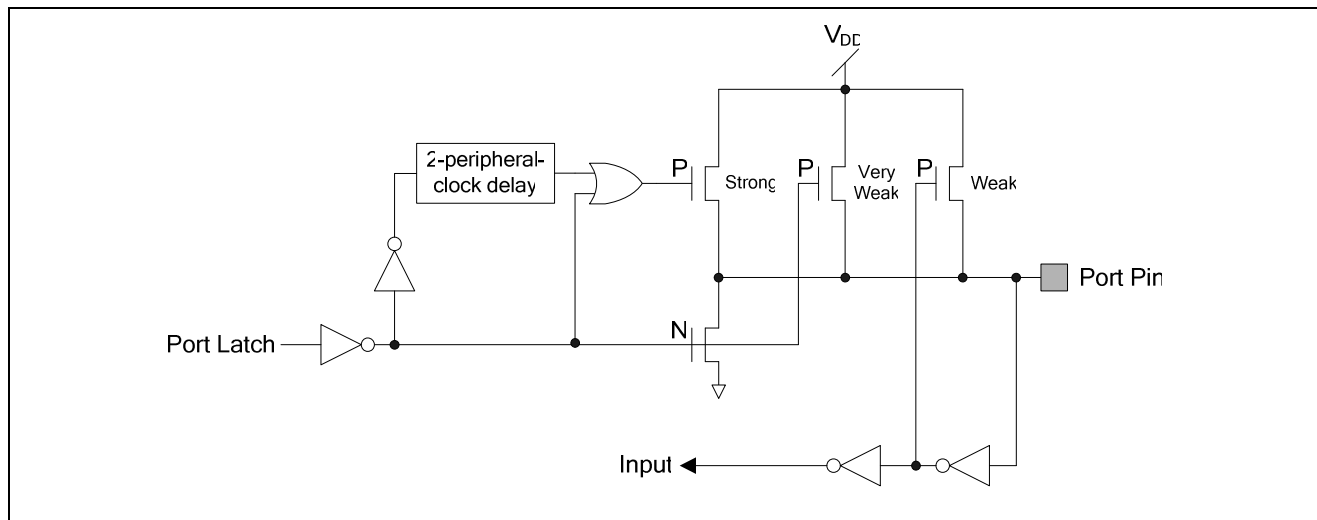 VDD
2-peripheral-
clock delay
P
Strong
P
Very
Weak
P
Weak
Port Pin
N
Port Latch
Input